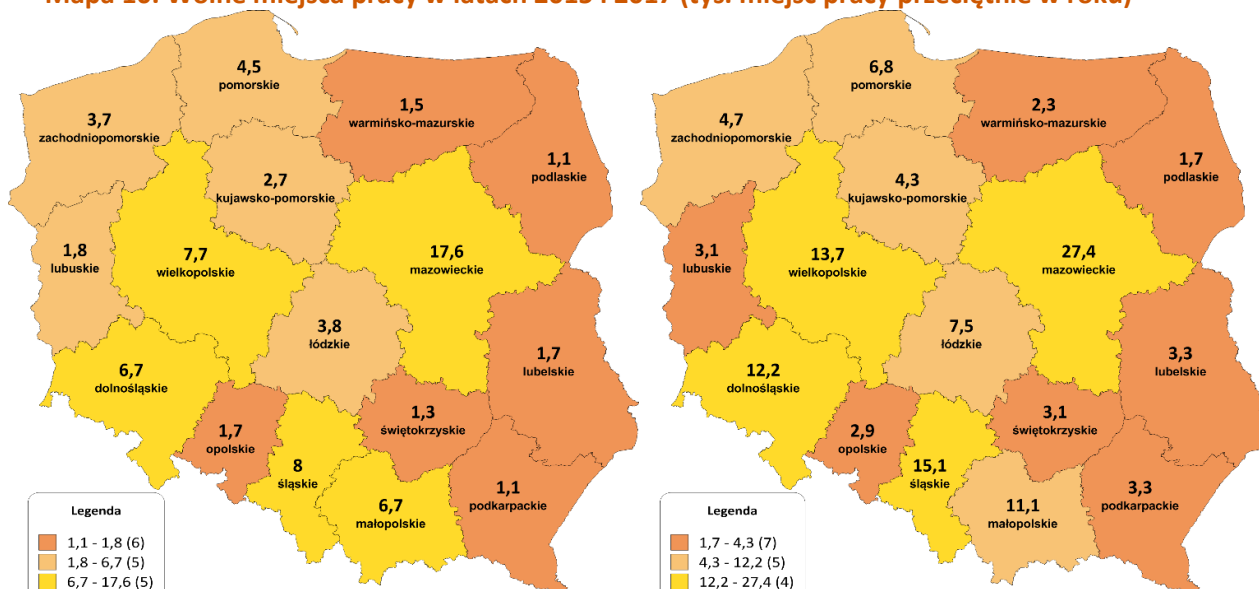 Mapa 10. Wolne miejsca pracy w latach 2013 i 2017 (tys. miejsc pracy przeciętnie w roku)
4,5
pomorskie
3,7
zachodniopomorskie
1,5
warmińsko-mazurskie
1,1
podlaskie
2,7
kujawsko-pomorskie
1,8
lubuskie
7,7
wielkopolskie
17,6
mazowieckie
3,8
łódzkie
6,7
dolnośląskie
1,7
lubelskie
1,7
opolskie
1,3
świętokrzyskie
8
śląskie
6,7
małopolskie
1,1
podkarpackie
Legenda
1,1 - 1,8 (6)
1,8 - 6,7 (5)
6,7 - 17,6 (5)
6,8
pomorskie
4,7
zachodniopomorskie
2,3
warmińsko-mazurskie
1,7
podlaskie
4,3
kujawsko-pomorskie
3,1
lubuskie
13,7
wielkopolskie
27,4
mazowieckie
7,5
łódzkie
12,2
dolnośląskie
3,3
lubelskie
2,9
opolskie
3,1
świętokrzyskie
15,1
śląskie
11,1
małopolskie
3,3
podkarpackie
Legenda
1,7 - 4,3 (7)
4,3 - 12,2 (5)
12,2 - 27,4 (4)